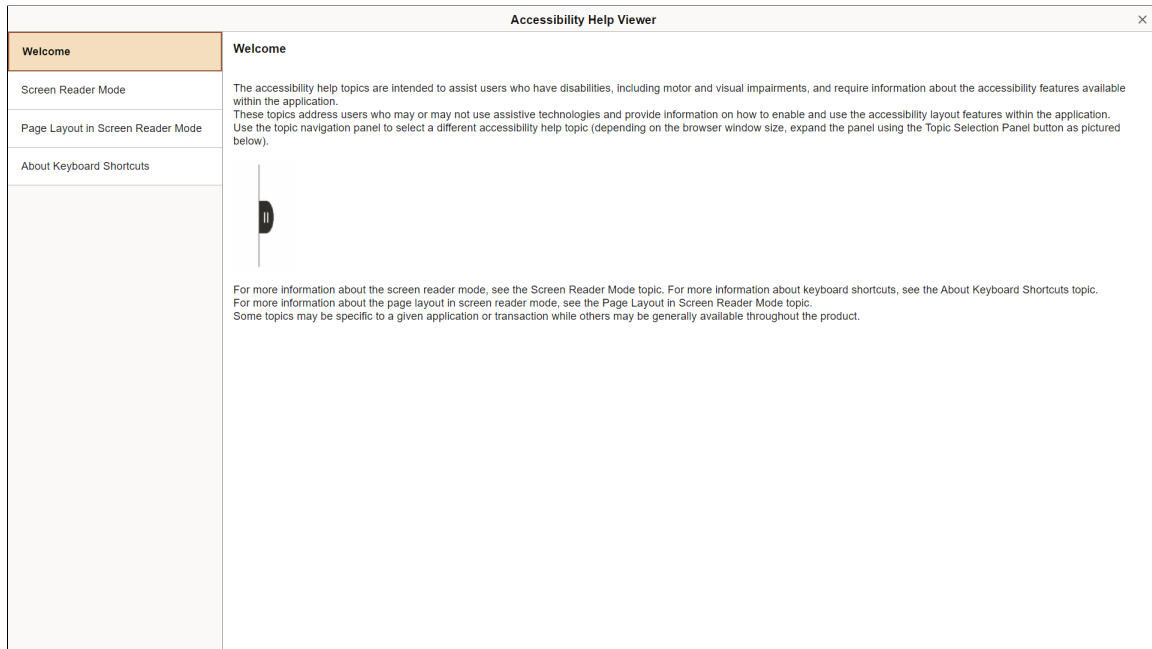 Accessibility Help Viewer
Welcome
Screen Reader Mode
Page Layout in Screen Reader Mode
About Keyboard Shortcuts
Welcome
The accessibility help topics are intended to assist users who have disabilities, including motor and visual impairments, and require information about the accessibility features available
within the application.
These topics address users who may or may not use assistive technologies and provide information on how to enable and use the accessibility layout features within the application.
Use the topic navigation panel to select a different accessibility help topic (depending on the browser window size, expand the panel using the Topic Selection Panel button as pictured
below).
For more information about the screen reader mode, see the Screen Reader Mode topic. For more information about keyboard shortcuts, see the About Keyboard Shortcuts topic.
For more information about the page layout in screen reader mode, see the Page Layout in Screen Reader Mode topic.
Some topics may be specific to a given application or transaction while others may be generally available throughout the product.